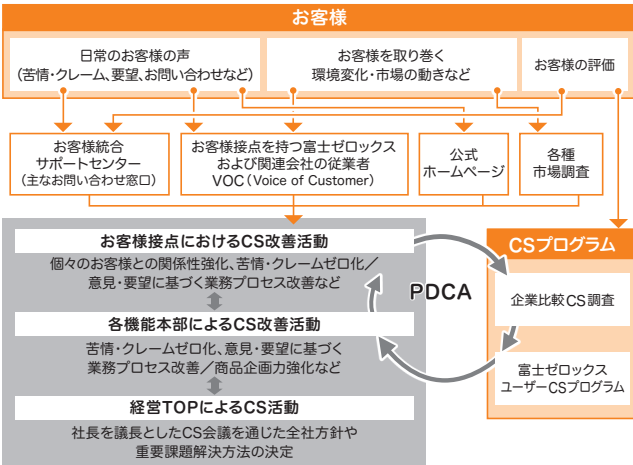 お客様
日常のお客様の声
(苦情・クレーム、要望、お問い合わせなど)
お客様を取り巻く
環境変化・市場の動きなど
お客様の評価
お客様統合
サポートセンター
(主なお問い合わせ窓口)
お客様接点を持つ富士ゼロックス
および関連会社の従業者
VOC(Voice of Customer)
公式
ホームページ
各種
市場調査
お客様接点におけるCS改善活動
個々のお客様との関係性強化、苦情・クレームゼロ化/
意見・要望に基づく業務プロセス改善など
各機能本部によるCS改善活動
苦情・クレームゼロ化、意見・要望に基づく
業務プロセス改善/商品企画力強化など
経営TOPによるCS活動
社長を議長としたCS会議を通じた全社方針や
重要課題解決方法の決定
PDCA
CSプログラム
企業比較CS調査
富士ゼロックス
ユーザーCSプログラム